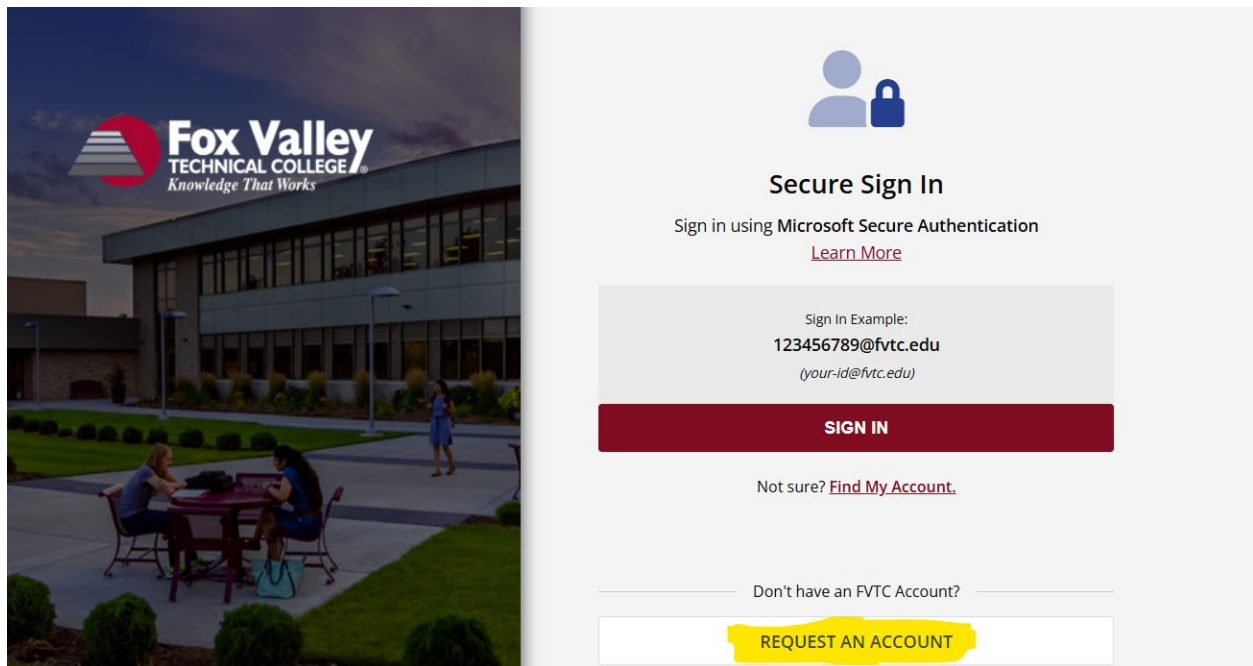 Fox Valley
TECHNICAL COLLEGE®
Knowledge That Works
Secure Sign In
Sign in using Microsoft Secure Authentication
Learn More
Sign In Example:
123456789@fvtc.edu
(your-id@fvtc.edu)
SIGN IN
Not sure? Find My Account.
Don't have an FVTC Account?
REQUEST AN ACCOUNT